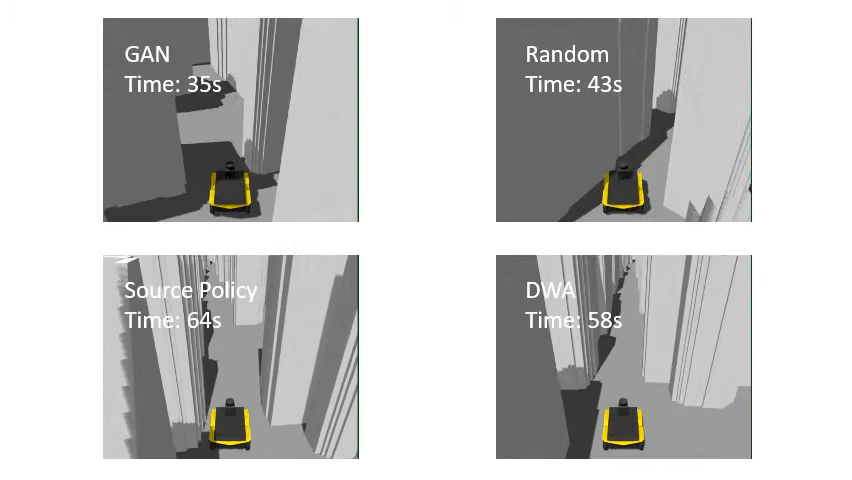 GAN
Time: 35s
Random
Time: 43s
Source Policy
Time: 64s
DWA
Time: 58s